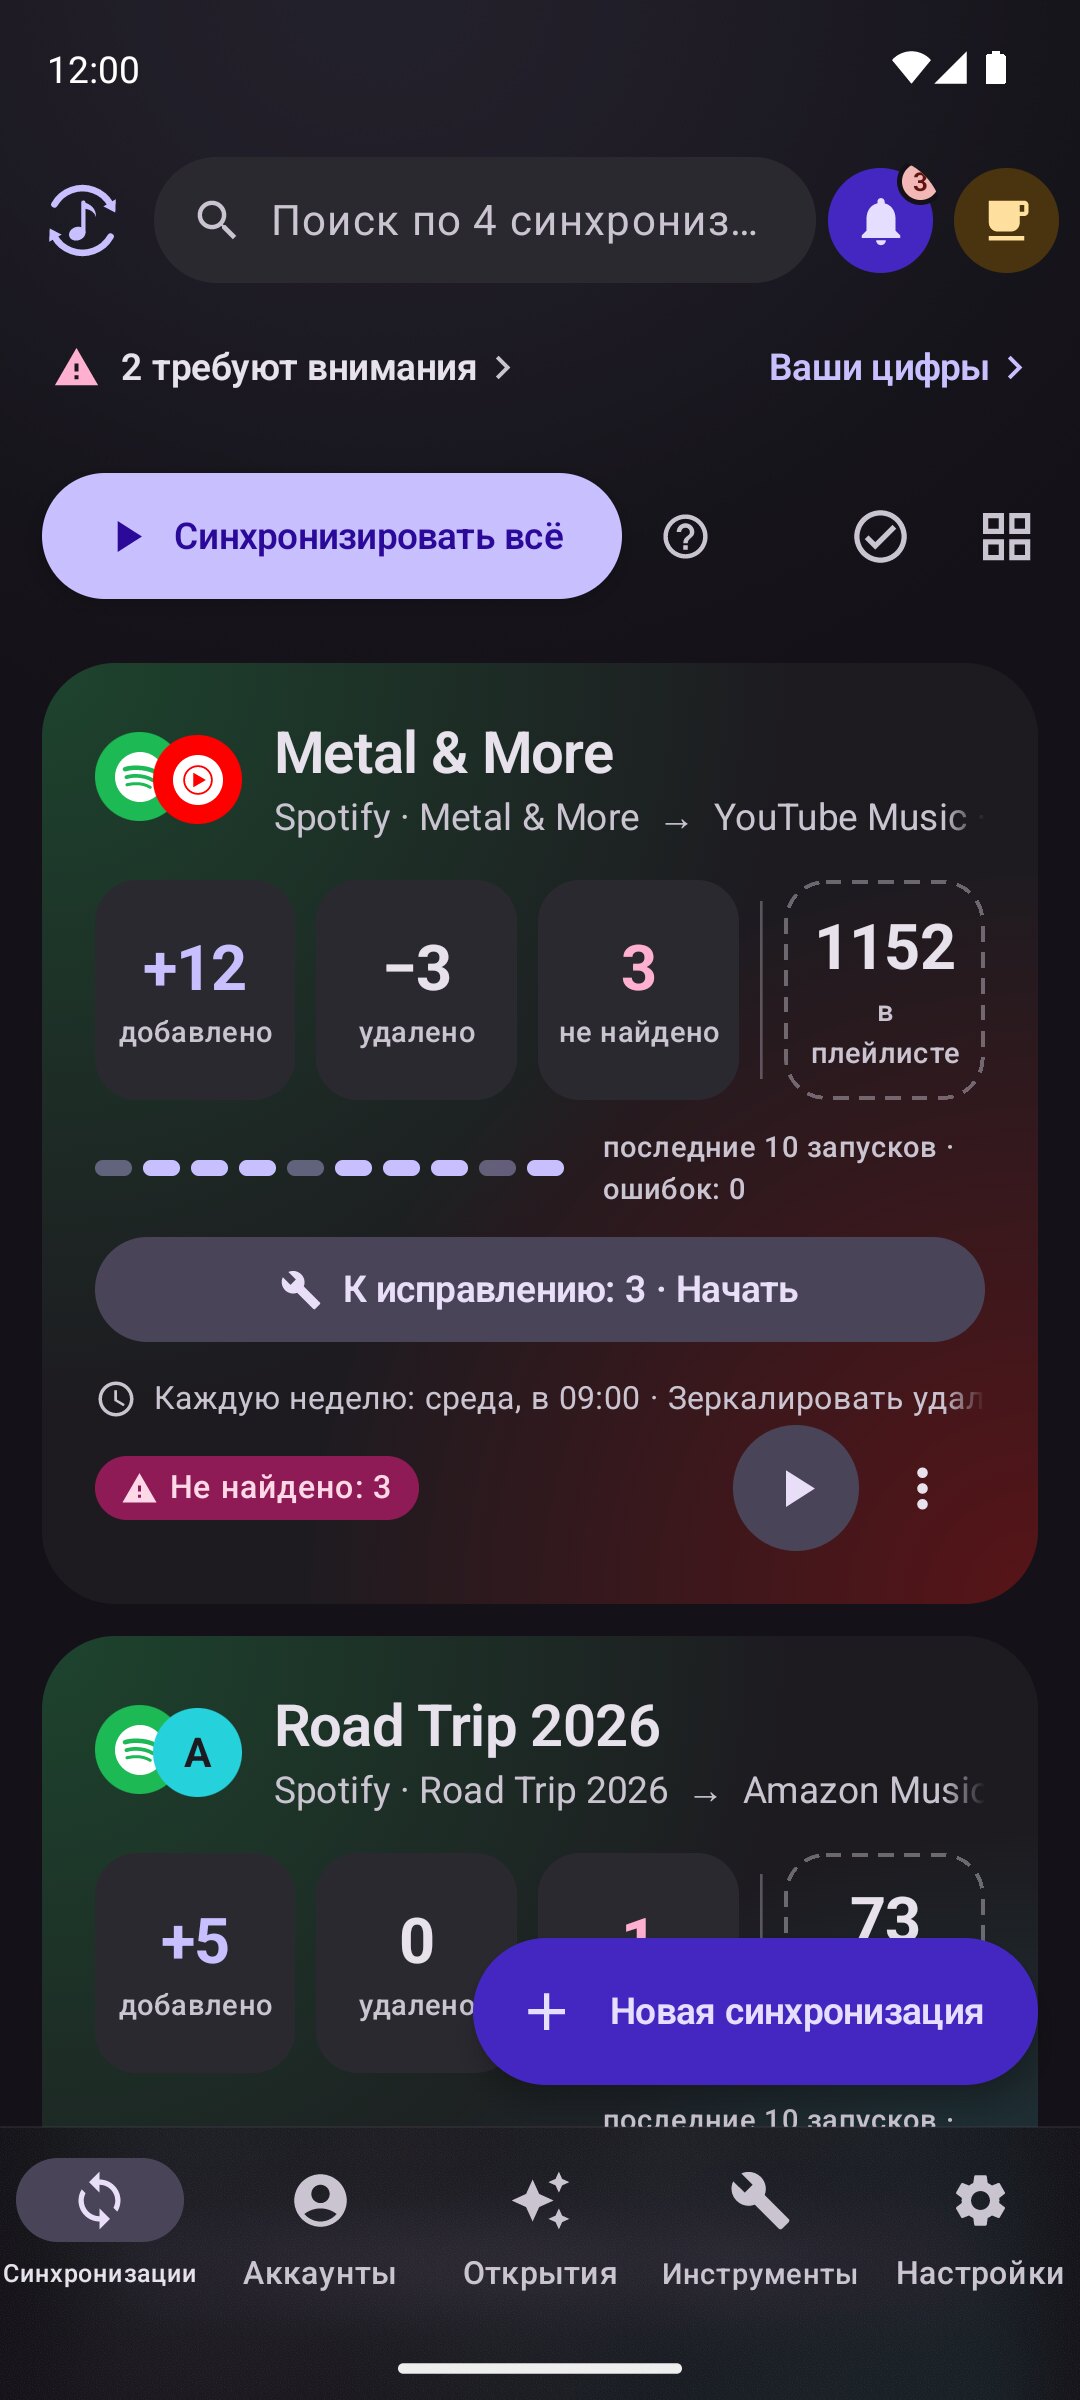 12:00
Поиск по 4 синхрониз…
3
2 требуют внимания
Ваши цифры
Синхронизировать всё
Metal & More
Spotify · Metal & More → YouTube Music
+12
добавлено
−3
удалено
3
не найдено
1152
в
плейлисте
последние 10 запусков ·
ошибок: 0
К исправлению: 3 · Начать
Каждую неделю: среда, в 09:00 · Зеркалировать удал
Не найдено: 3
A
Road Trip 2026
Spotify · Road Trip 2026 → Amazon Music
+5
добавлено
0
удалено
1
73
Новая синхронизация
последние 10 запусков ·
Синхронизации
Аккаунты
Открытия
Инструменты
Настройки